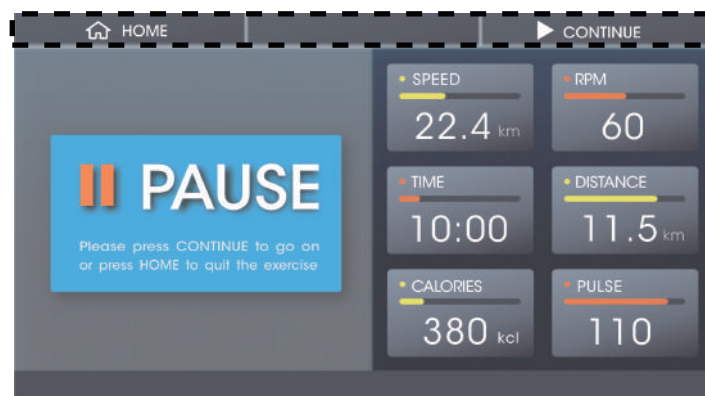 HOME
CONTINUE
PAUSE
Please press CONTINUE to go on
or press HOME to quit the exercise
SPEED
22.4 km
RPM
60
TIME
10:00
DISTANCE
11.5 km
CALORIES
380 kcl
PULSE
110